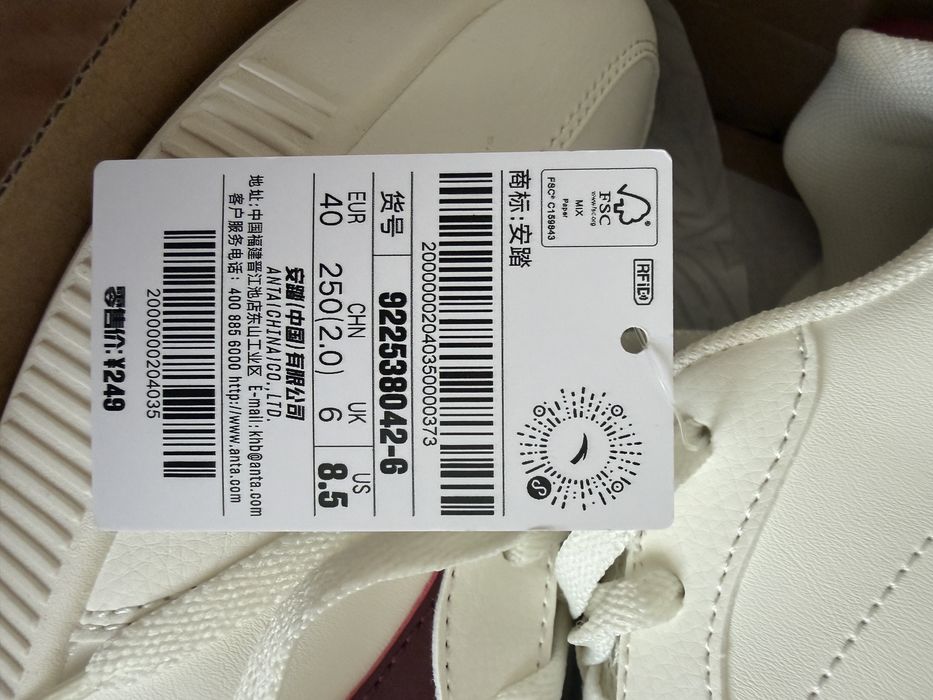 FSC
®
www.fsc.org
MIX
Paper
FSC® C159843
RFID
商标:安踏
2000000204035000000373
货号 922538042-6
EUR CHN UK US
40 250(2.0) 6 8.5
安踏(中国)有限公司
ANTA(CHINA)CO.,LTD.
地址:中国福建晋江池店东山工业区 E-mail:khb@anta.com
客户服务电话: 400 885 6000 http://www.anta.com
2000000204035
零售价:¥249